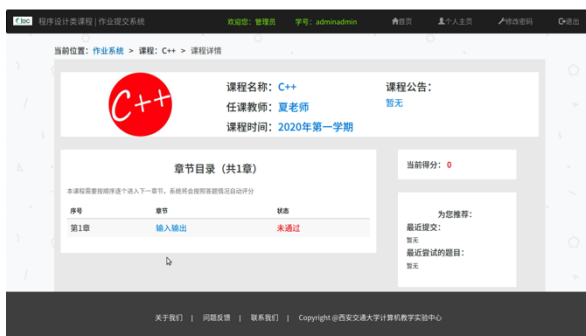 程序设计类课程 | 作业提交系统
欢迎您：管理员 学号：adminadmin 首页 个人主页 修改密码 退出
当前位置：作业系统 > 课程：C++ > 课程详情
C++
课程名称：C++
任课教师：夏老师
课程时间：2020年第一学期
课程公告：
暂无
章节目录（共1章）
本课程需要按顺序逐个进入下一章节，系统将会按照答题情况自动评分
序号 章节 状态
第1章 输入输出 未通过
当前得分：0
为您推荐：
最近提交：
暂无
最近尝试的题目：
暂无
关于我们 | 问题反馈 | 联系我们 | Copyright @西安交通大学计算机教学实验中心